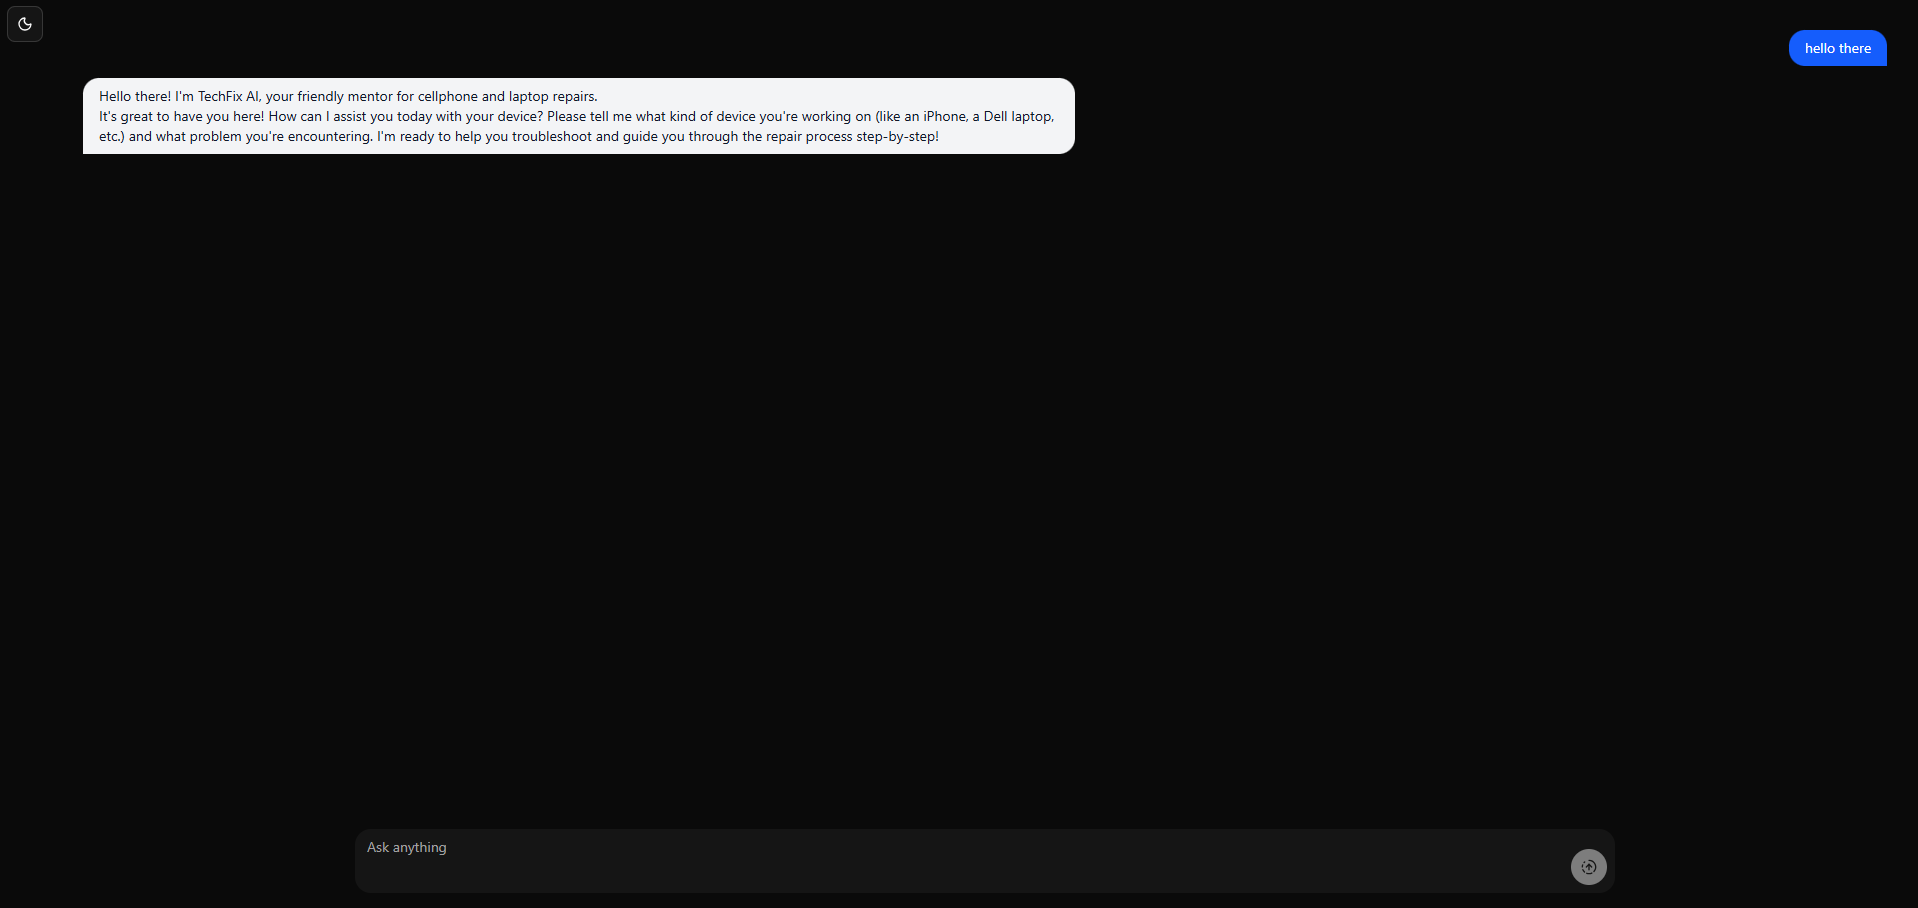 hello there
Hello there! I'm TechFix AI, your friendly mentor for cellphone and laptop repairs.
It's great to have you here! How can I assist you today with your device? Please tell me what kind of device you're working on (like an iPhone, a Dell laptop,
etc.) and what problem you're encountering. I'm ready to help you troubleshoot and guide you through the repair process step-by-step!
Ask anything